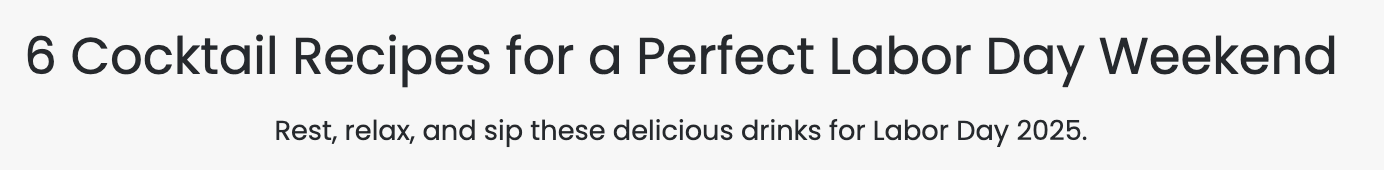 6 Cocktail Recipes for a Perfect Labor Day Weekend
Rest, relax, and sip these delicious drinks for Labor Day 2025.